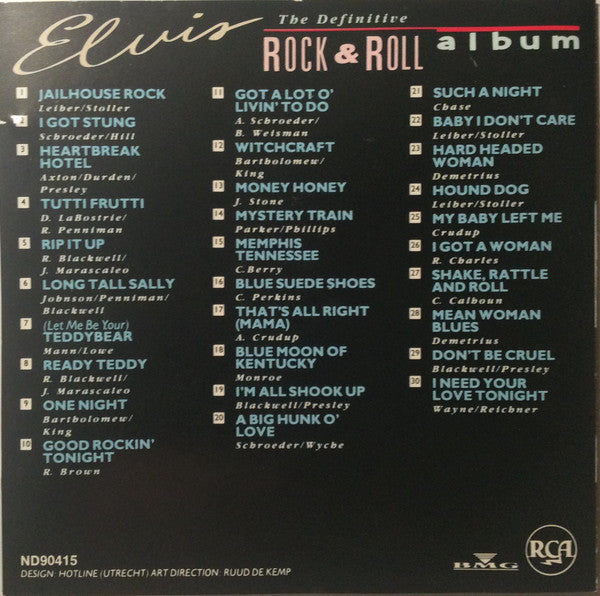 Elvis
The Definitive
ROCK & ROLL album
1 JAILHOUSE ROCK
Leiber/Stoller
2 I GOT STUNG
Schroeder/Hill
3 HEARTBREAK
HOTEL
Axton/Durden/
Presley
4 TUTTI FRUTTI
D. LaBostrie/
R. Penniman
5 RIP IT UP
R. Blackwell/
J. Marascaleo
6 LONG TALL SALLY
Johnson/Penniman/
Blackwell
7 (Let Me Be Your)
TEDDYBEAR
Mann/Lowe
8 READY TEDDY
R. Blackwell/
J. Marascaleo
9 ONE NIGHT
Bartholomew/
King
10 GOOD ROCKIN'
TONIGHT
R. Brown
11 GOT A LOT O'
LIVIN' TO DO
A. Schroeder/
B. Weisman
12 WITCHCRAFT
Bartholomew/
King
13 MONEY HONEY
J. Stone
14 MYSTERY TRAIN
Parker/Phillips
15 MEMPHIS
TENNESSEE
C.Berry
16 BLUE SUEDE SHOES
C. Perkins
17 THAT'S ALL RIGHT
(MAMA)
A. Crudup
18 BLUE MOON OF
KENTUCKY
Monroe
19 I'M ALL SHOOK UP
Blackwell/Presley
20 A BIG HUNK O'
LOVE
Schroeder/Wyche
21 SUCH A NIGHT
Chase
22 BABY I DON'T CARE
Leiber/Stoller
23 HARD HEADED
WOMAN
Demetrius
24 HOUND DOG
Leiber/Stoller
25 MY BABY LEFT ME
Crudup
26 I GOT A WOMAN
R. Charles
27 SHAKE, RATTLE
AND ROLL
C. Calhoun
28 MEAN WOMAN
BLUES
Demetrius
29 DON'T BE CRUEL
Blackwell/Presley
30 I NEED YOUR
LOVE TONIGHT
Wayne/Reichner
ND90415
DESIGN: HOTLINE (UTRECHT) ART DIRECTION: RUUD DE KEMP
BMG
RCA